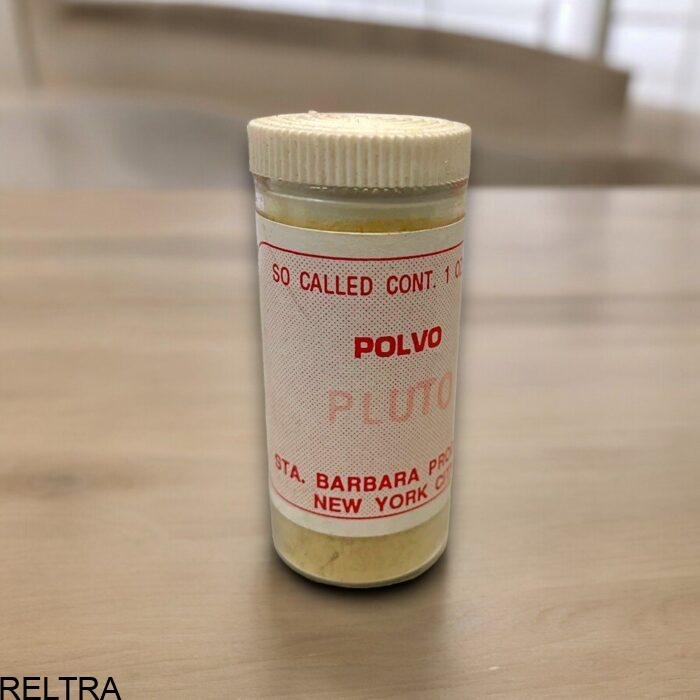 SO CALLED CONT. 1
POLVO
PLUTO
STA. BARBARA
NEW YORK
RELTRA